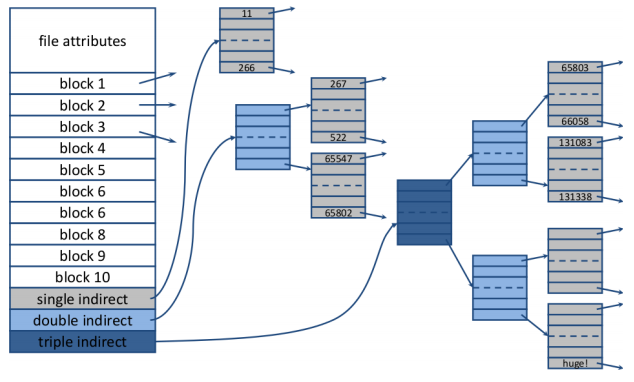 file attributes
block 1
block 2
block 3
block 4
block 5
block 6
block 6
block 8
block 9
block 10
single indirect
double indirect
triple indirect
11
266
267
522
65547
65802
65803
66058
131083
131338
huge!